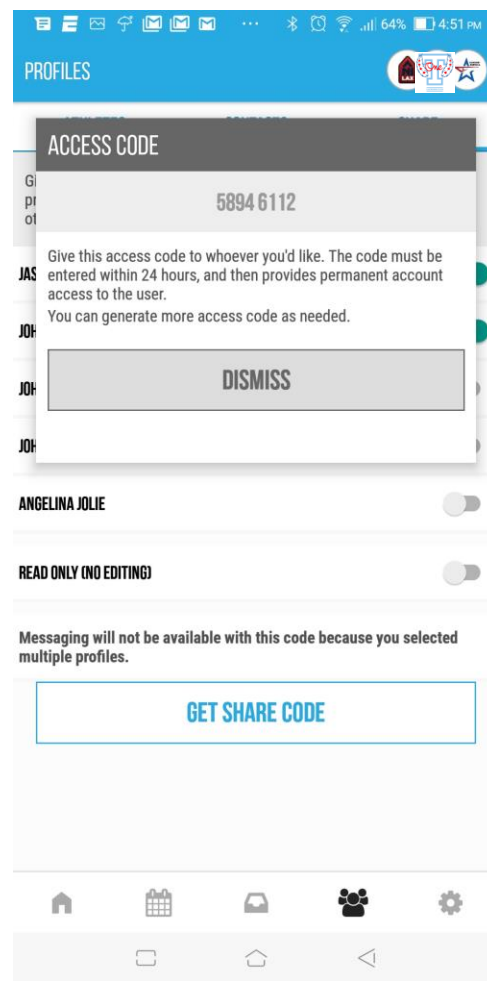 64% 4:51 PM
PROFILES
LAX
ACCESS CODE
5894 6112
Give this access code to whoever you'd like. The code must be
entered within 24 hours, and then provides permanent account
access to the user.
You can generate more access code as needed.
DISMISS
ANGELINA JOLIE
READ ONLY (NO EDITING)
Messaging will not be available with this code because you selected
multiple profiles.
GET SHARE CODE